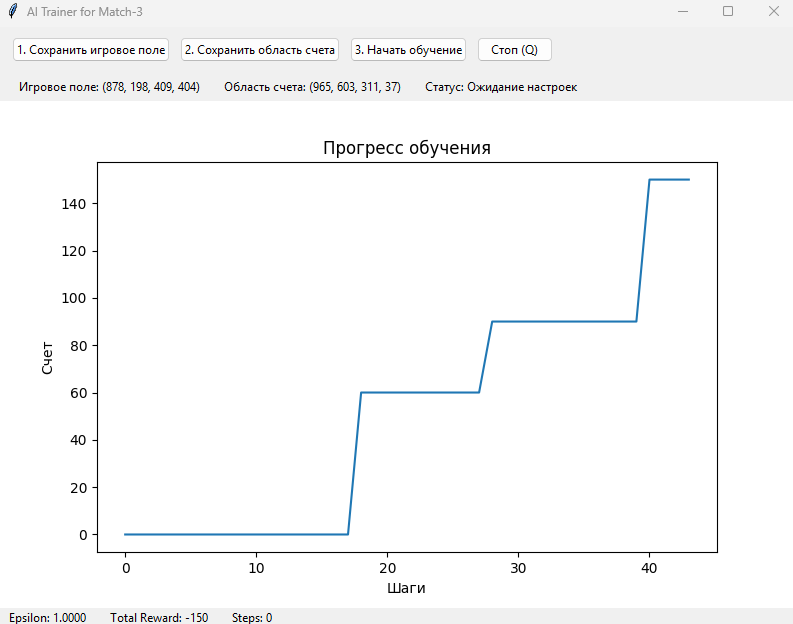 AI Trainer for Match-3
1. Сохранить игровое поле 2. Сохранить область счета 3. Начать обучение Стоп (Q)
Игровое поле: (878, 198, 409, 404) Область счета: (965, 603, 311, 37) Статус: Ожидание настроек
Прогресс обучения
140
120
100
80
60
40
20
0
Счет
0 10 20 30 40
Шаги
Epsilon: 1.0000 Total Reward: -150 Steps: 0